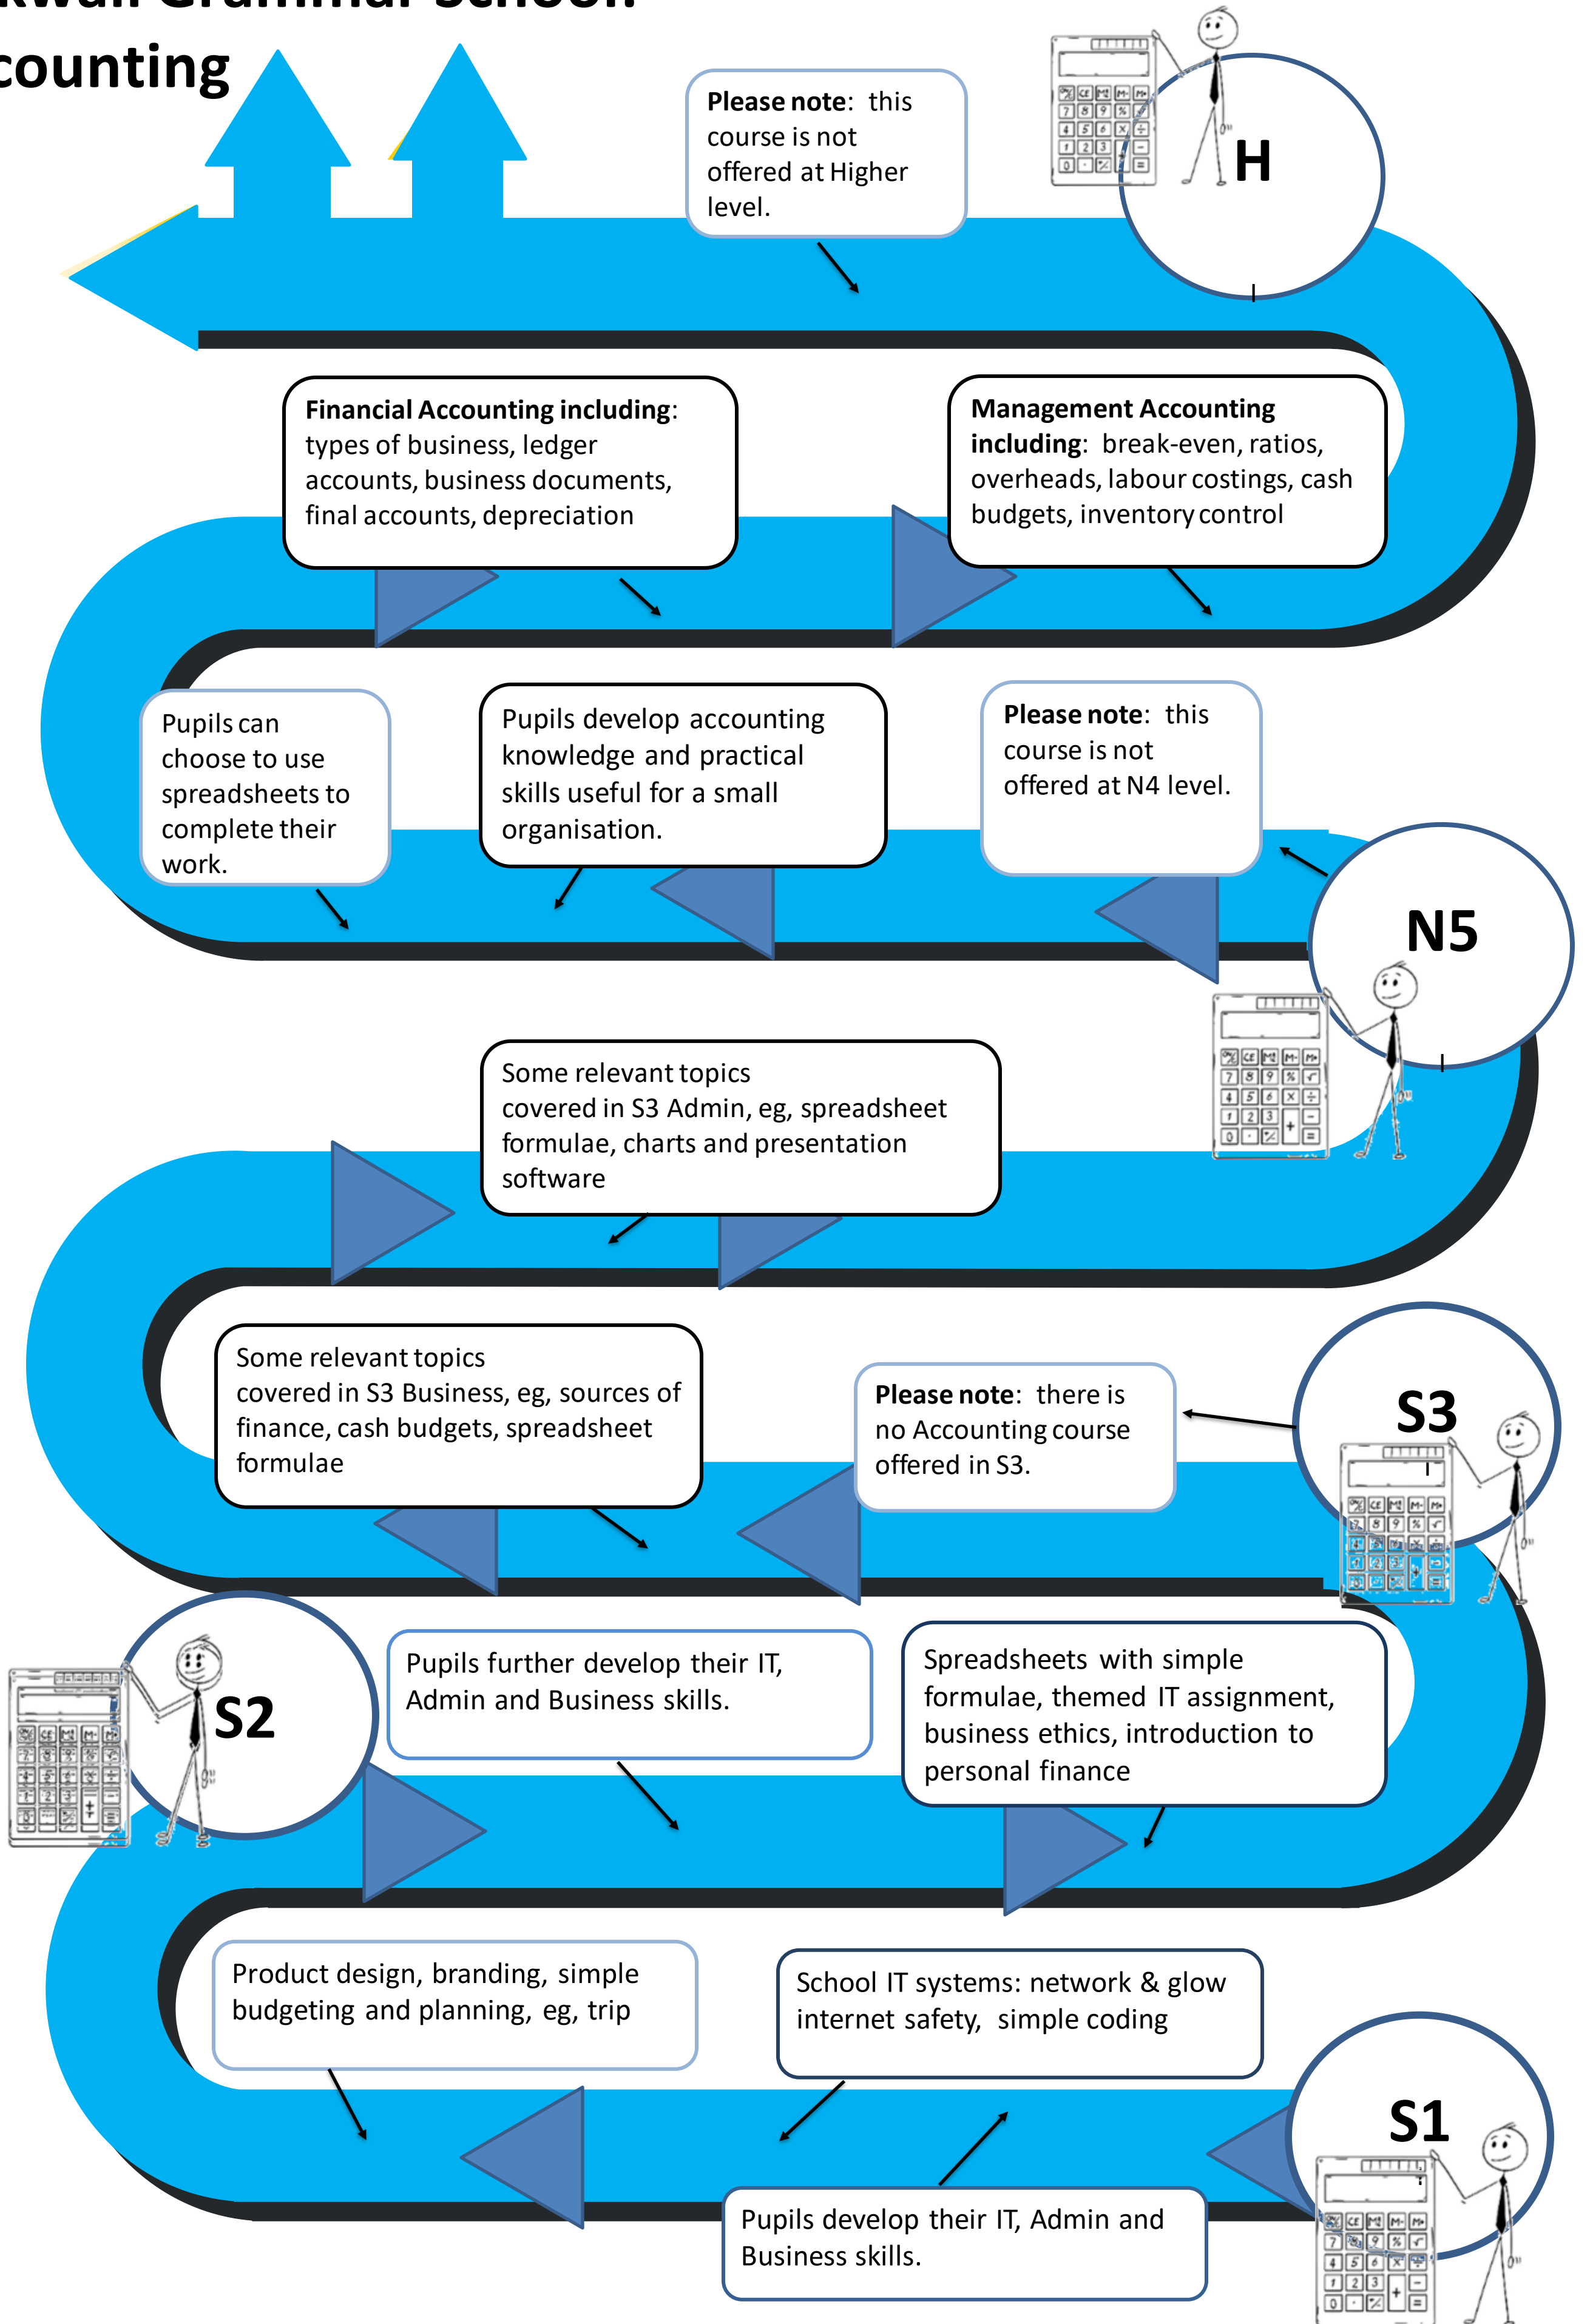 Grammar School:
counting
Please note: this
course is not
offered at Higher
level.
H
Financial Accounting including:
types of business, ledger
accounts, business documents,
final accounts, depreciation
Management Accounting
including: break-even, ratios,
overheads, labour costings, cash
budgets, inventory control
Pupils can
choose to use
spreadsheets to
complete their
work.
Pupils develop accounting
knowledge and practical
skills useful for a small
organisation.
Please note: this
course is not
offered at N4 level.
N5
Some relevant topics
covered in S3 Admin, eg, spreadsheet
formulae, charts and presentation
software
Some relevant topics
covered in S3 Business, eg, sources of
finance, cash budgets, spreadsheet
formulae
Please note: there is
no Accounting course
offered in S3.
S3
S2
Pupils further develop their IT,
Admin and Business skills.
Spreadsheets with simple
formulae, themed IT assignment,
business ethics, introduction to
personal finance
Product design, branding, simple
budgeting and planning, eg, trip
School IT systems: network & glow
internet safety, simple coding
S1
Pupils develop their IT, Admin and
Business skills.